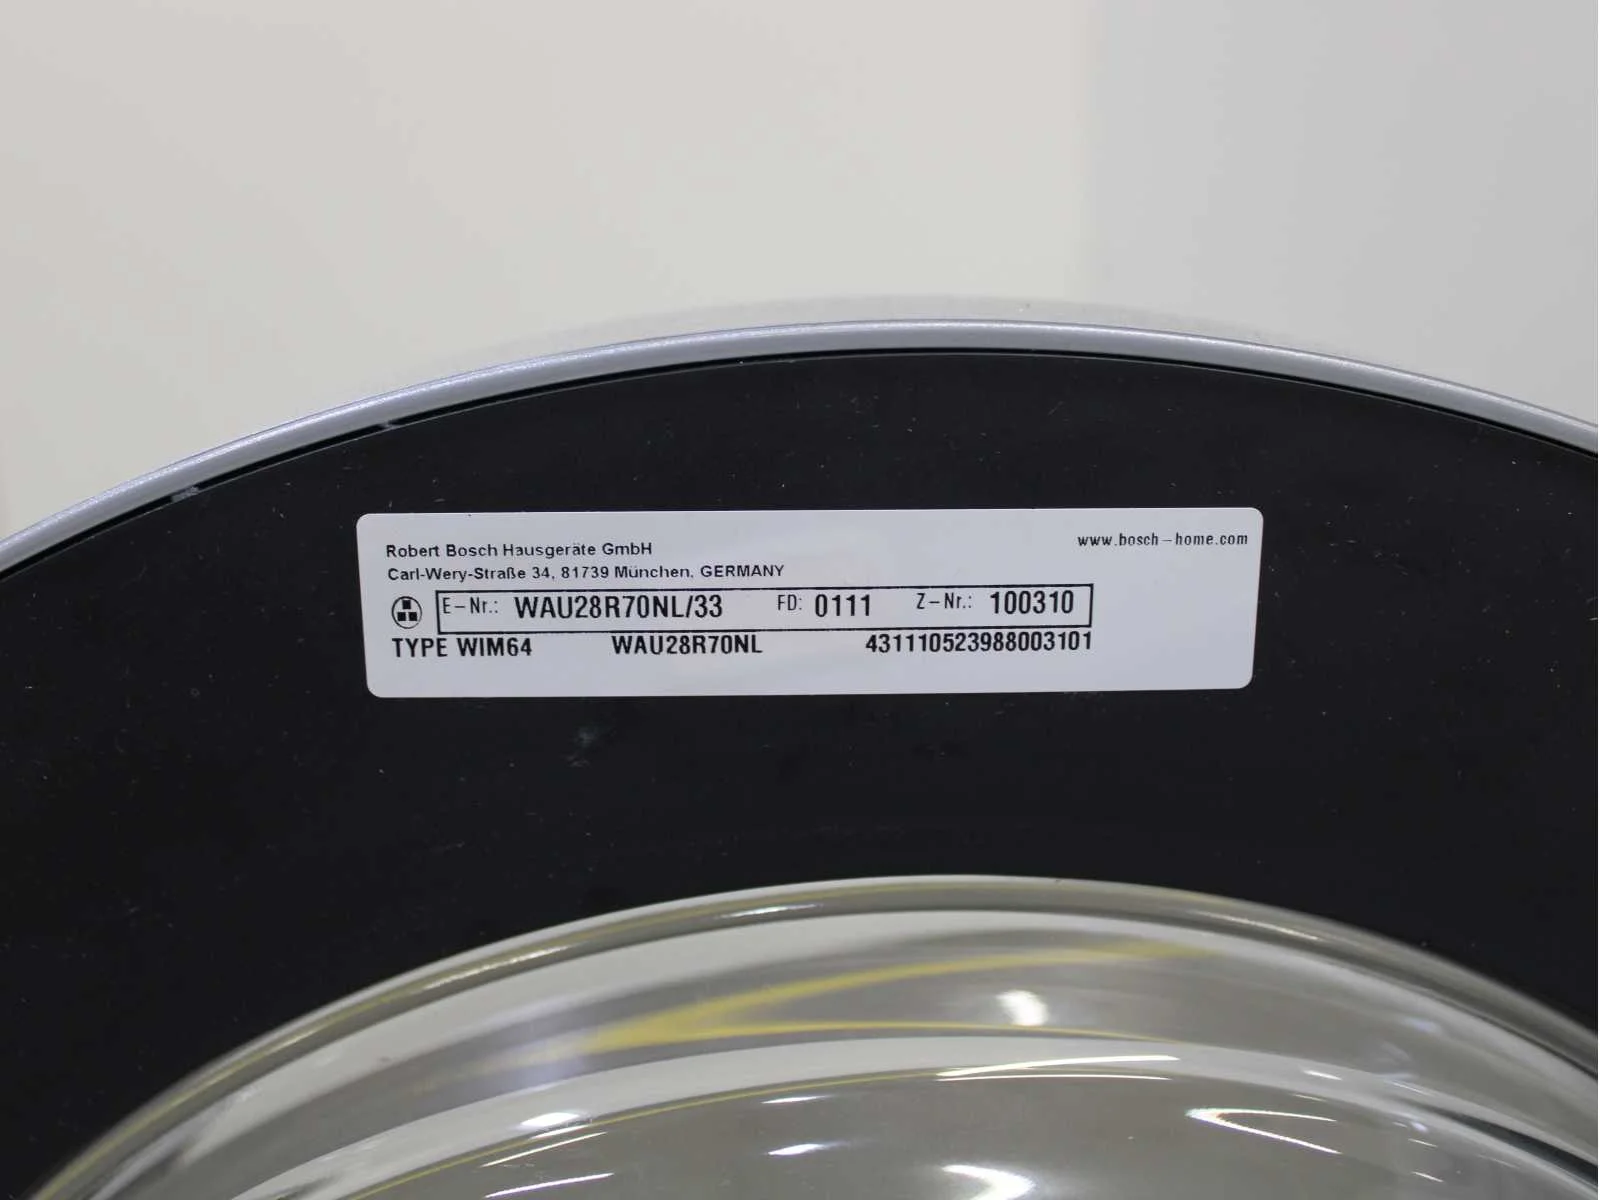 Robert Bosch Hausgeräte GmbH
www.bosch-home.com
Carl-Wery-Straße 34, 81739 München, GERMANY
E-Nr.: WAU28R70NL/33 FD: 0111 Z-Nr.: 100310
TYPE WIM64 WAU28R70NL 431110523988003101